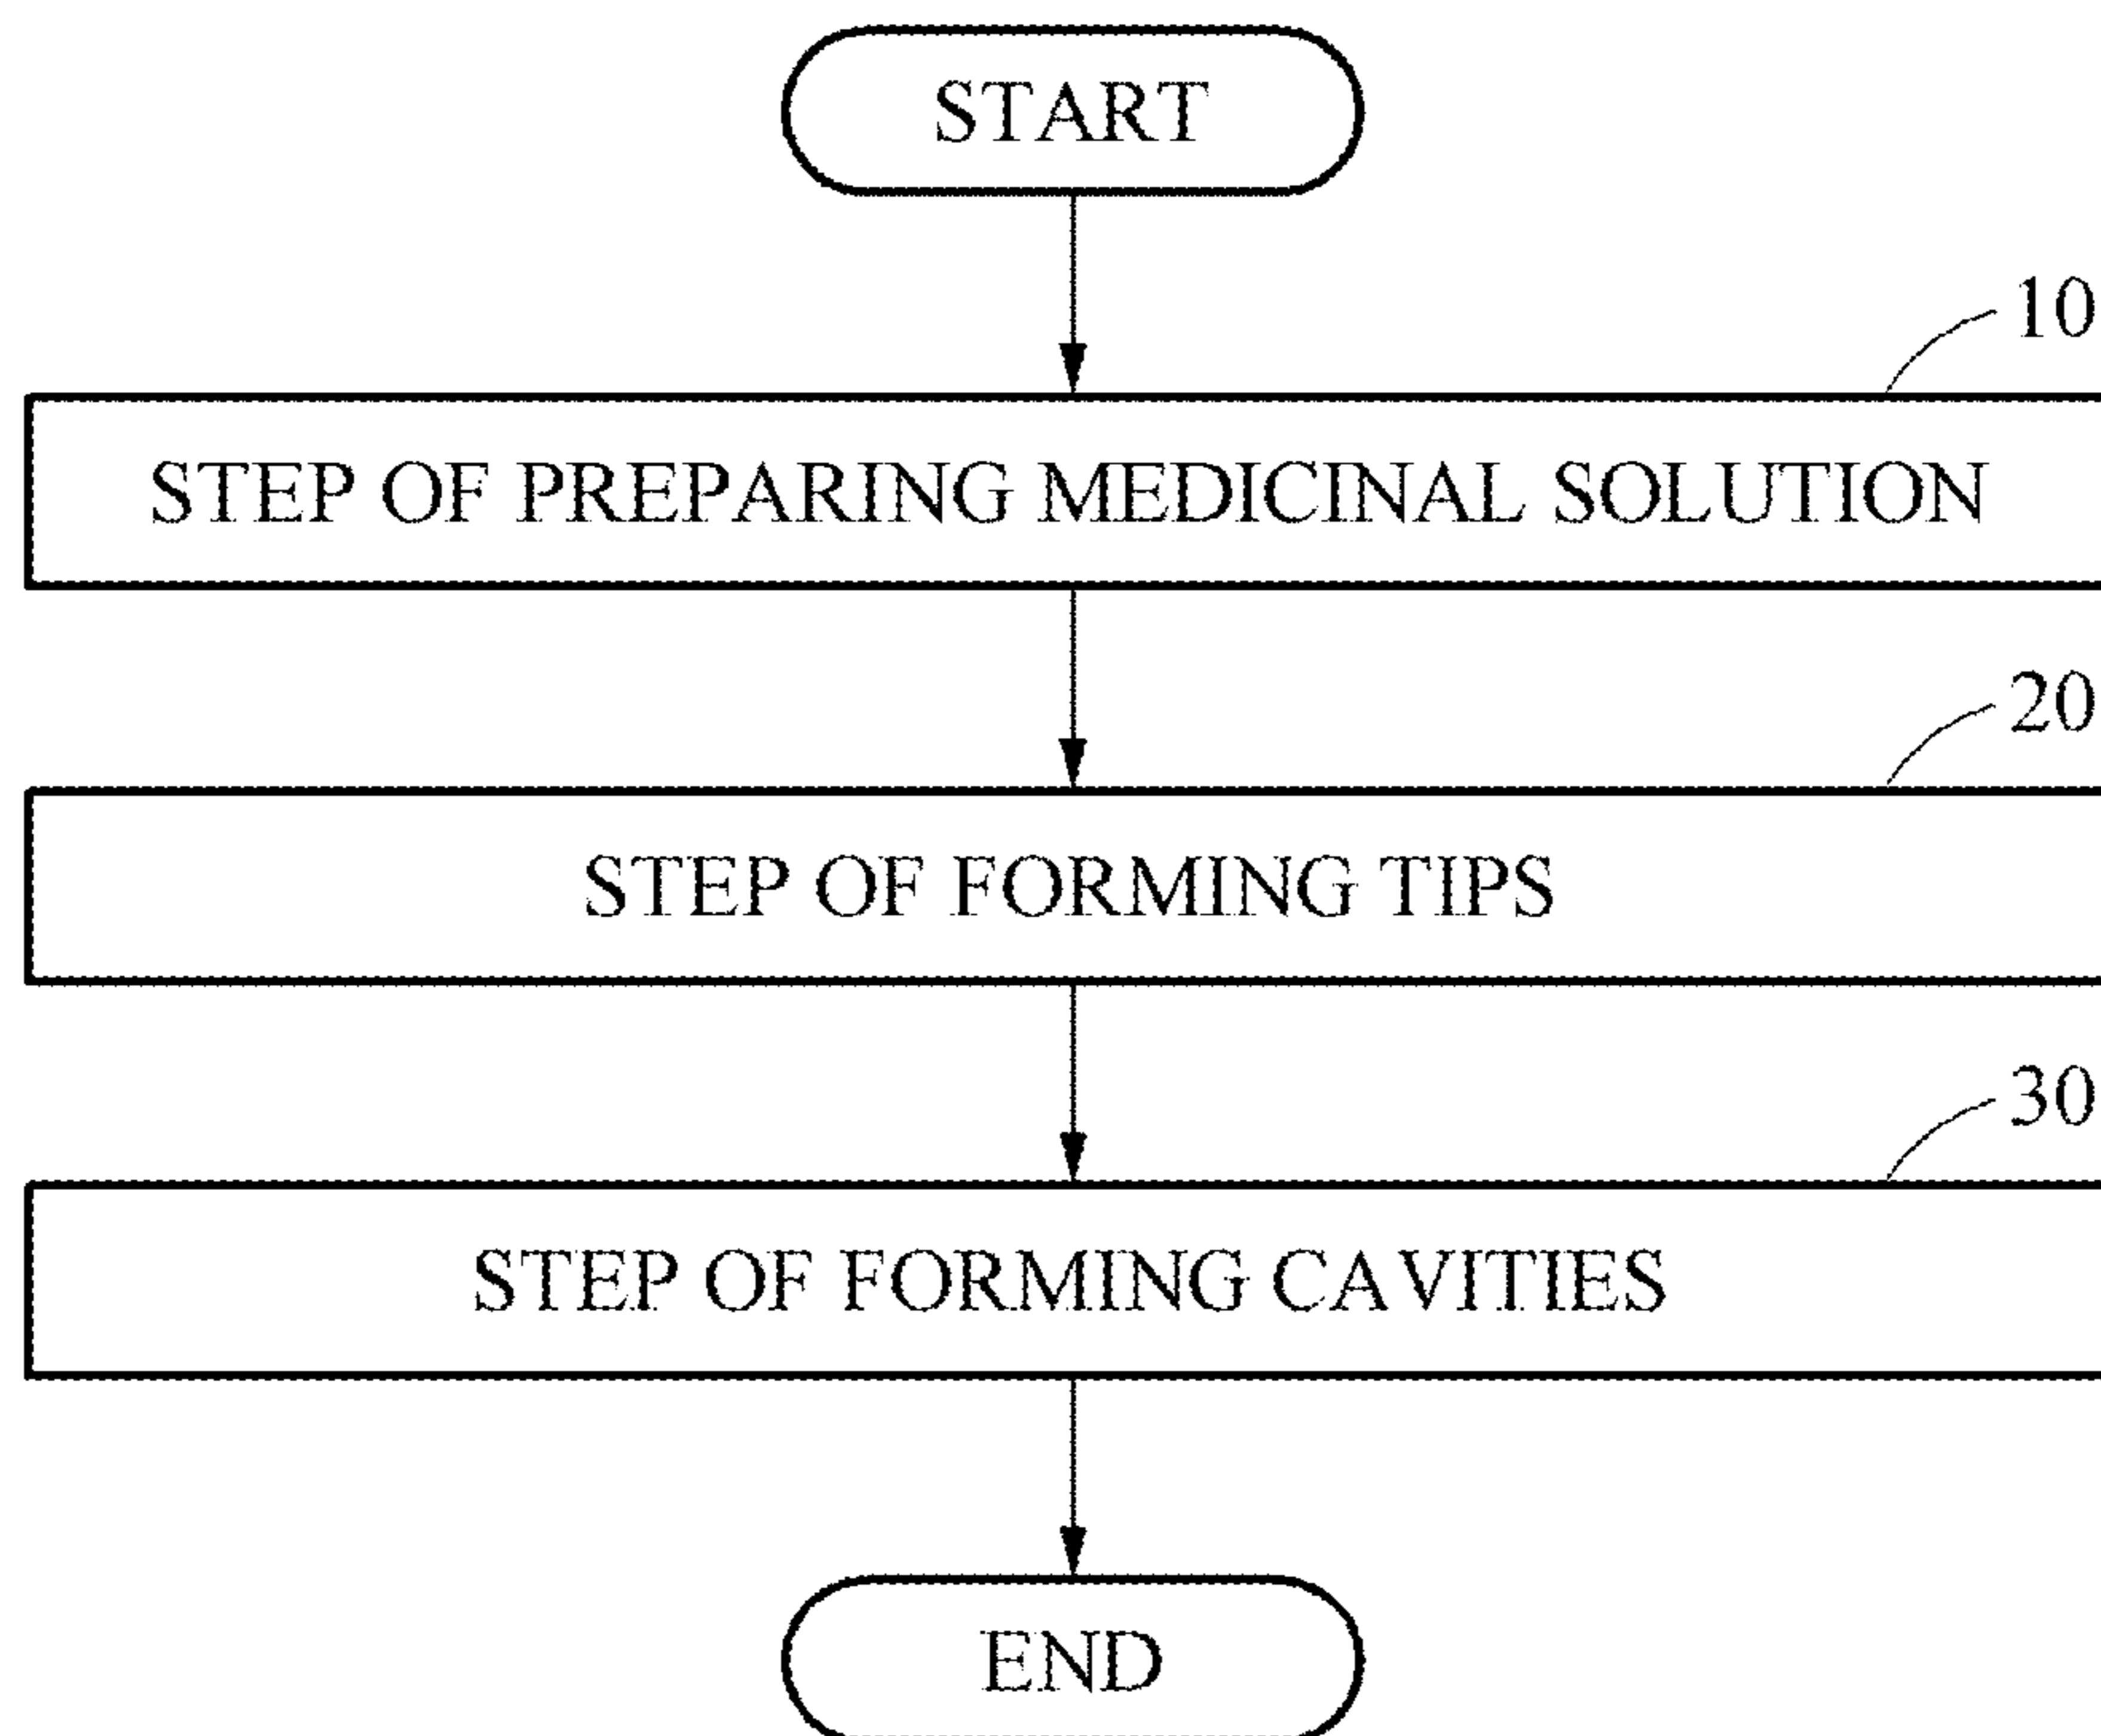 START
10
STEP OF PREPARING MEDICINAL SOLUTION
20
STEP OF FORMING TIPS
30
STEP OF FORMING CAVITIES
END